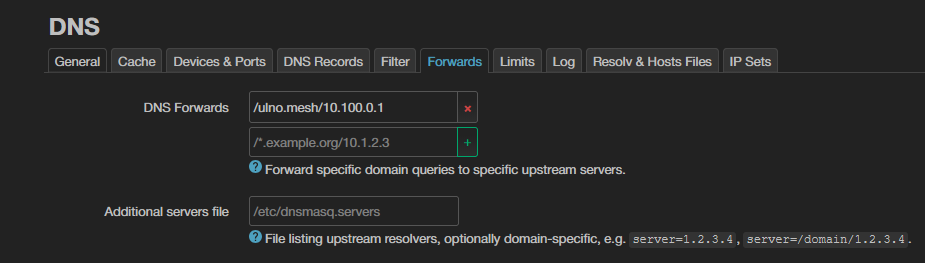 DNS
General Cache Devices & Ports DNS Records Filter Forwards Limits Log Resolv & Hosts Files IP Sets
DNS Forwards /ulno.mesh/10.100.0.1 ×
/*.example.org/10.1.2.3 +
? Forward specific domain queries to specific upstream servers.
Additional servers file /etc/dnsmasq.servers
? File listing upstream resolvers, optionally domain-specific, e.g. server=1.2.3.4, server=/domain/1.2.3.4.